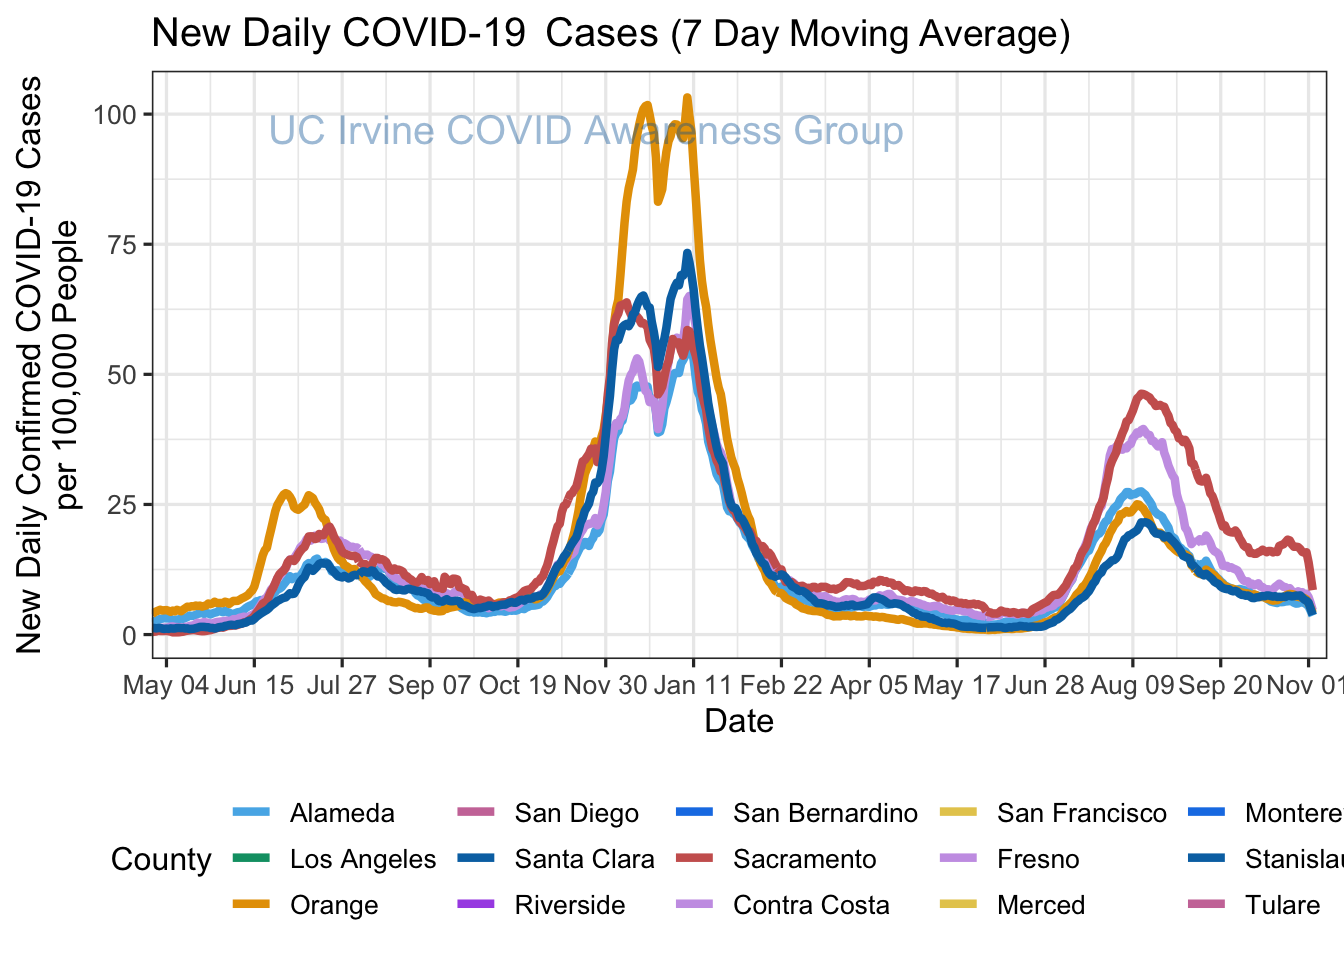 New Daily COVID-19 Cases (7 Day Moving Average)
UC Irvine COVID Awareness Group
New Daily Confirmed COVID-19 Cases
per 100,000 People
100
75
50
25
0
May 04 Jun 15 Jul 27 Sep 07 Oct 19 Nov 30 Jan 11 Feb 22 Apr 05 May 17 Jun 28 Aug 09 Sep 20 Nov 01
Date
County
Alameda San Diego San Bernardino San Francisco Montere
Los Angeles Santa Clara Sacramento Fresno Stanislau
Orange Riverside Contra Costa Merced Tulare